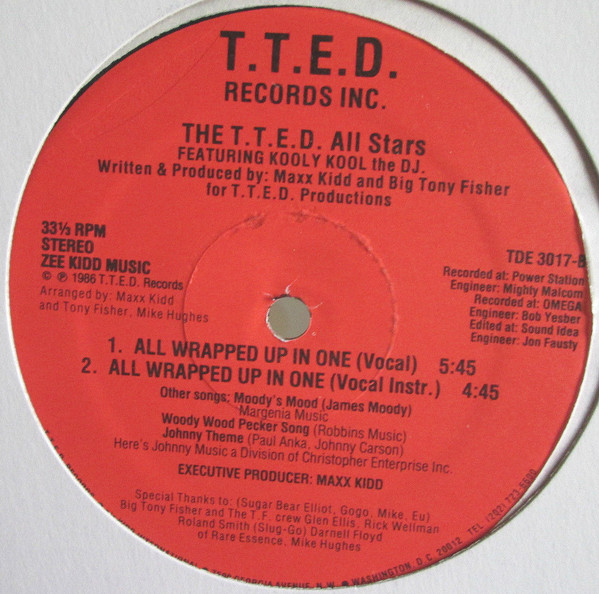 T.T.E.D.
RECORDS INC.
THE T.T.E.D. All Stars
FEATURING KOOLY KOOL the DJ.
Written & Produced by: Maxx Kidd and Big Tony Fisher
for T.T.E.D. Productions
33⅓ RPM
STEREO
ZEE KIDD MUSIC
© ℗ 1986 T.T.E.D. Records
Arranged by: Maxx Kidd
and Tony Fisher, Mike Hughes
TDE 3017-B
Recorded at: Power Station
Engineer: Mighty Malcom
Recorded at: OMEGA
Engineer: Bob Yesber
Edited at: Sound Idea
Engineer: Jon Fausty
1. ALL WRAPPED UP IN ONE (Vocal) 5:45
2. ALL WRAPPED UP IN ONE (Vocal Instr.) 4:45
Other songs: Moody's Mood (James Moody)
Margenia Music
Woody Wood Pecker Song (Robbins Music)
Johnny Theme (Paul Anka, Johnny Carson)
Here's Johnny Music a Division of Christopher Enterprise Inc.
EXECUTIVE PRODUCER: MAXX KIDD
Special Thanks to: (Sugar Bear Elliot, Gogo, Mike, Eu)
Big Tony Fisher and The T.F. crew Glen Ellis, Rick Wellman
Roland Smith (Slug-Go) Darnell Floyd
of Rare Essence, Mike Hughes
GEORGIA AVENUE, N.W. ● WASHINGTON D.C. 20012 TEL (202) 723